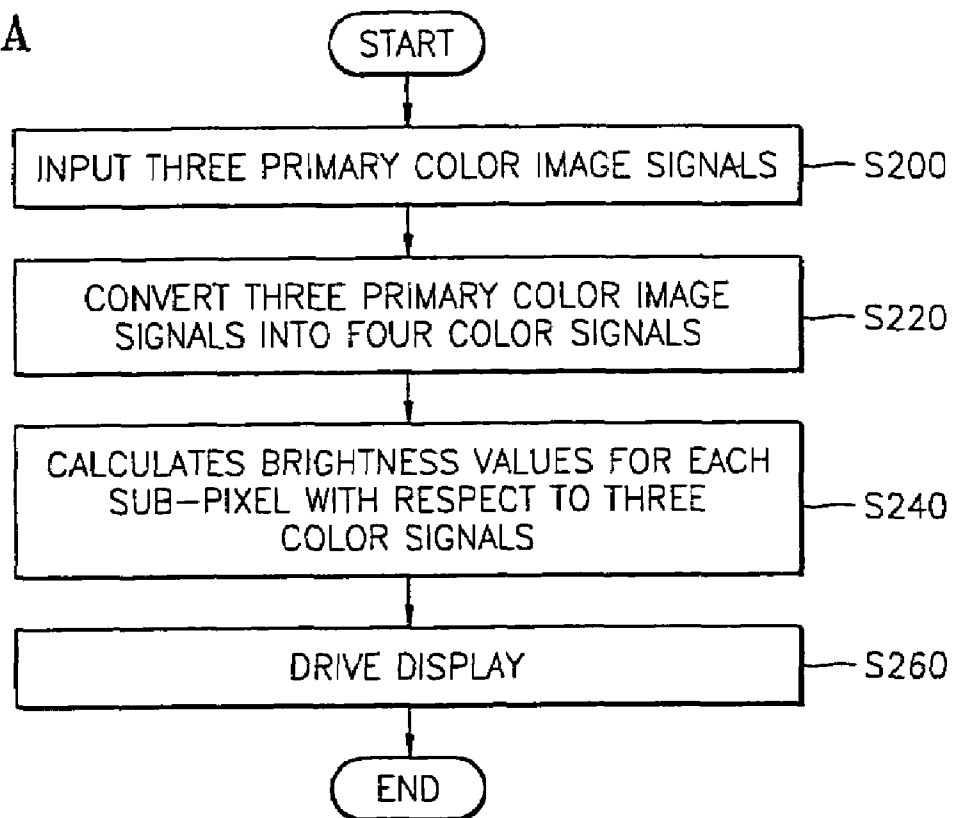 A
START
INPUT THREE PRIMARY COLOR IMAGE SIGNALS
S200
CONVERT THREE PRIMARY COLOR IMAGE
SIGNALS INTO FOUR COLOR SIGNALS
S220
CALCULATES BRIGHTNESS VALUES FOR EACH
SUB-PIXEL WITH RESPECT TO THREE
COLOR SIGNALS
S240
DRIVE DISPLAY
S260
END